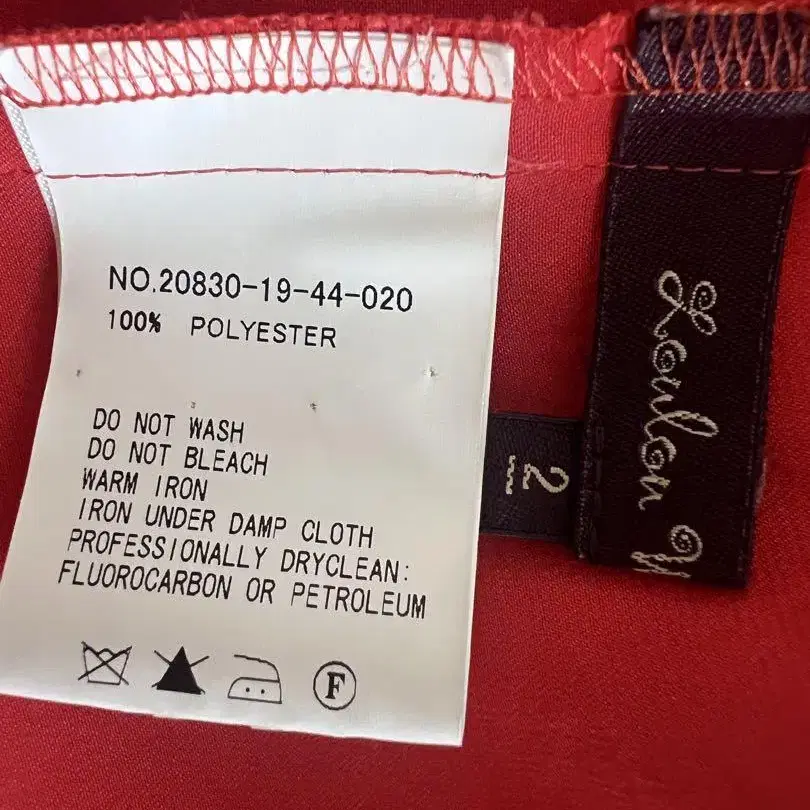 NO.20830-19-44-020
100% POLYESTER
DO NOT WASH
DO NOT BLEACH
WARM IRON
IRON UNDER DAMP CLOTH
PROFESSIONALLY DRYCLEAN:
FLUOROCARBON OR PETROLEUM
F
2